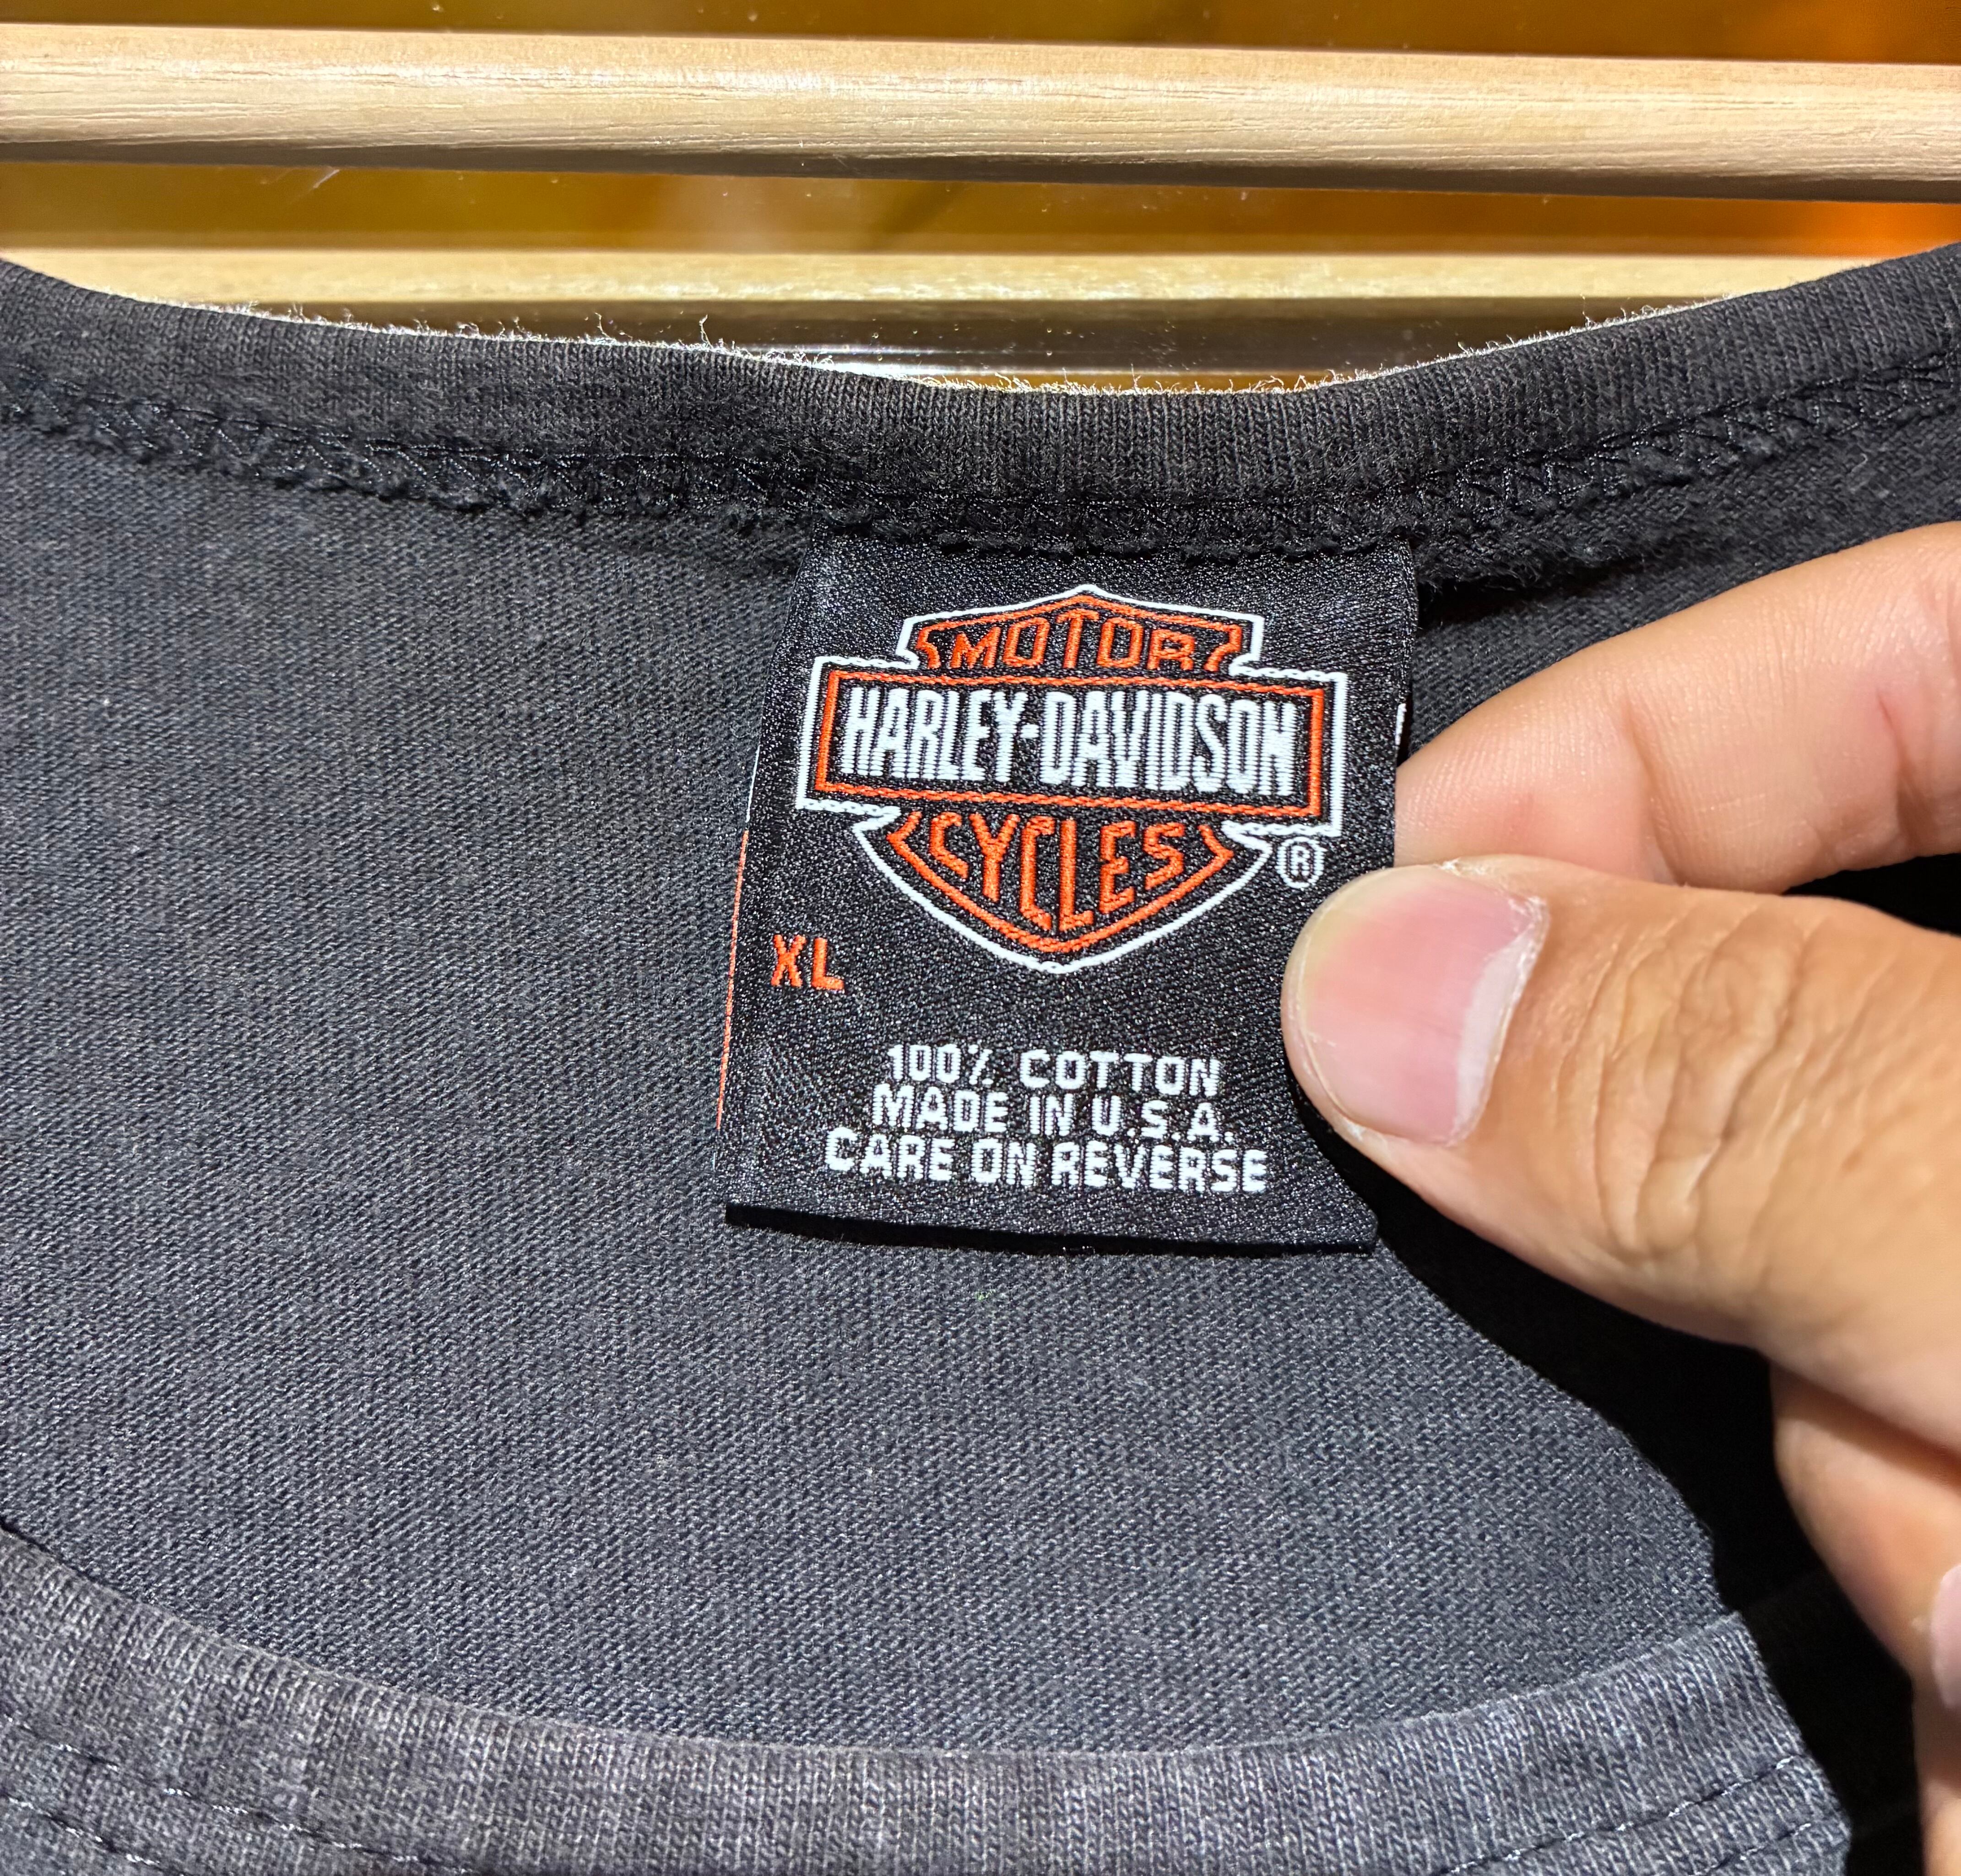 MOTOR
HARLEY-DAVIDSON
CYCLES
®
XL
100% COTTON
MADE IN U.S.A.
CARE ON REVERSE